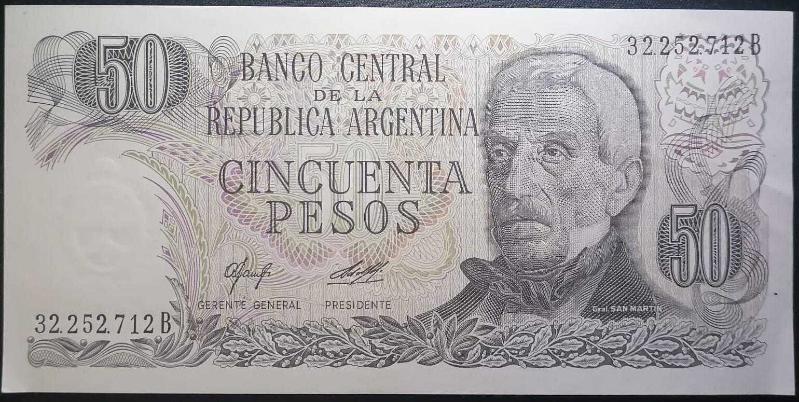 50
32.252.712 B
BANCO CENTRAL
DE LA
REPUBLICA ARGENTINA
CINCUENTA
PESOS
50
GERENTE GENERAL
PRESIDENTE
Gral. SAN MARTIN
32.252.712 B